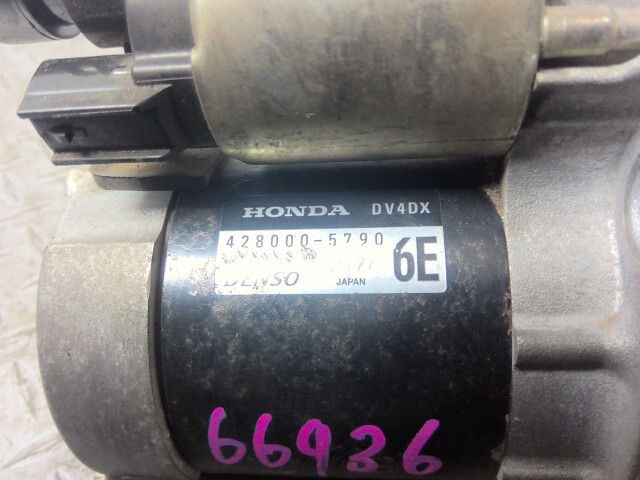 HONDA DV4DX
428000-5790
6E
DENSO JAPAN
66936